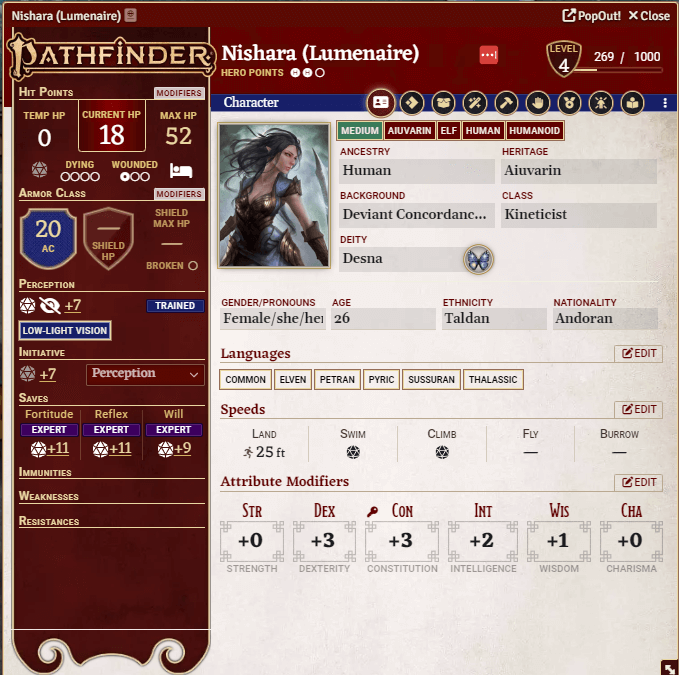 Nishara (Lumenaire)
PopOut! Close
PATHFINDER
Nishara (Lumenaire)
HERO POINTS H H
LEVEL
4
269 / 1000
Character
HIT POINTS MODIFIERS
TEMP HP CURRENT HP MAX HP
0 18 52
DYING WOUNDED
ARMOR CLASS MODIFIERS
20
AC
—
SHIELD
HP
SHIELD
MAX HP
—
BROKEN
PERCEPTION
+7 TRAINED
LOW-LIGHT VISION
INITIATIVE
+7 Perception
SAVES
Fortitude Reflex Will
EXPERT EXPERT EXPERT
+11 +11 +9
IMMUNITIES
WEAKNESSES
RESISTANCES
MEDIUM AIUVARIN ELF HUMAN HUMANOID
ANCESTRY HERITAGE
Human Aiuvarin
BACKGROUND CLASS
Deviant Concordanc... Kineticist
DEITY
Desna
GENDER/PRONOUNS AGE ETHNICITY NATIONALITY
Female/she/her 26 Taldan Andoran
Languages EDIT
COMMON ELVEN PETRAN PYRIC SUSSURAN THALASSIC
Speeds EDIT
LAND SWIM CLIMB FLY BURROW
25 ft — —
Attribute Modifiers EDIT
STR DEX CON INT WIS CHA
+0 +3 +3 +2 +1 +0
STRENGTH DEXTERITY CONSTITUTION INTELLIGENCE WISDOM CHARISMA